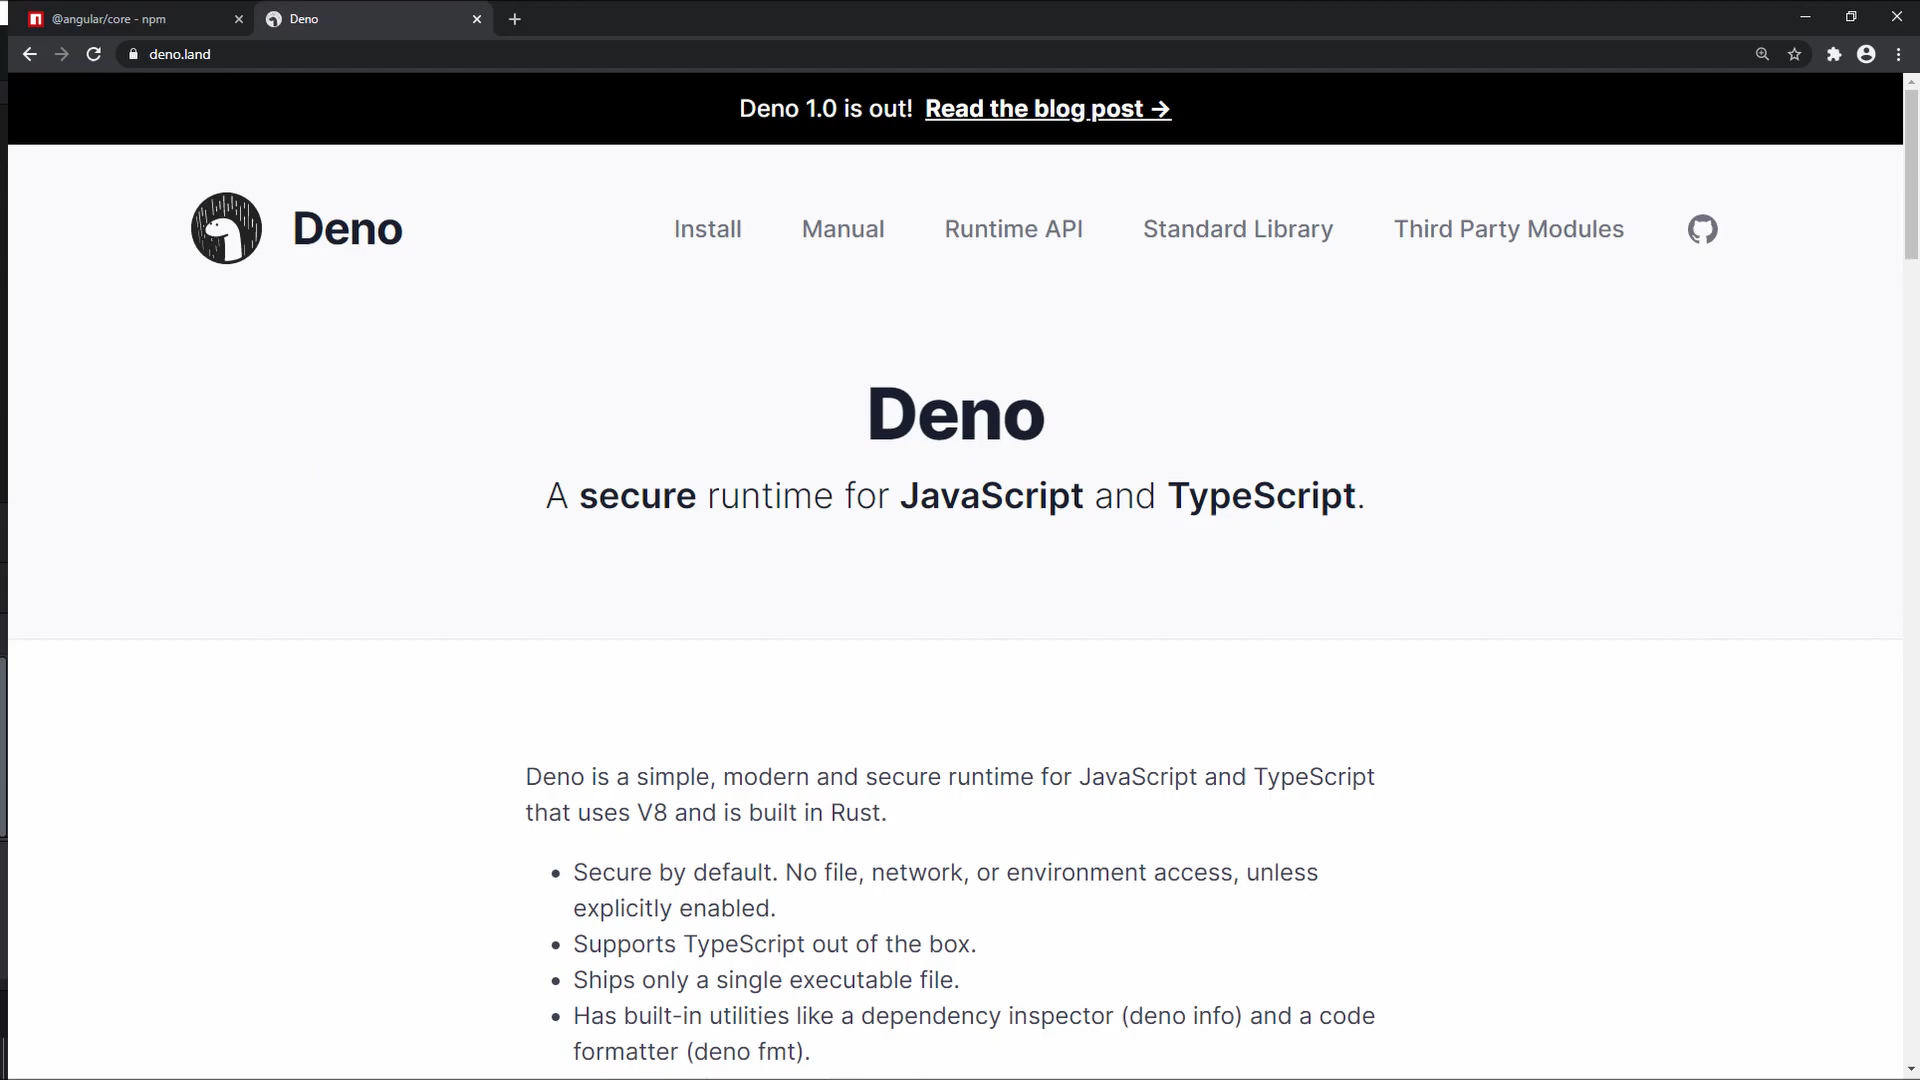 @angular/core - npm
Deno
deno.land
Deno 1.0 is out! Read the blog post →
Deno
Install
Manual
Runtime API
Standard Library
Third Party Modules
Deno
A secure runtime for JavaScript and TypeScript.
Deno is a simple, modern and secure runtime for JavaScript and TypeScript
that uses V8 and is built in Rust.
• Secure by default. No file, network, or environment access, unless
explicitly enabled.
• Supports TypeScript out of the box.
• Ships only a single executable file.
• Has built-in utilities like a dependency inspector (deno info) and a code
formatter (deno fmt).